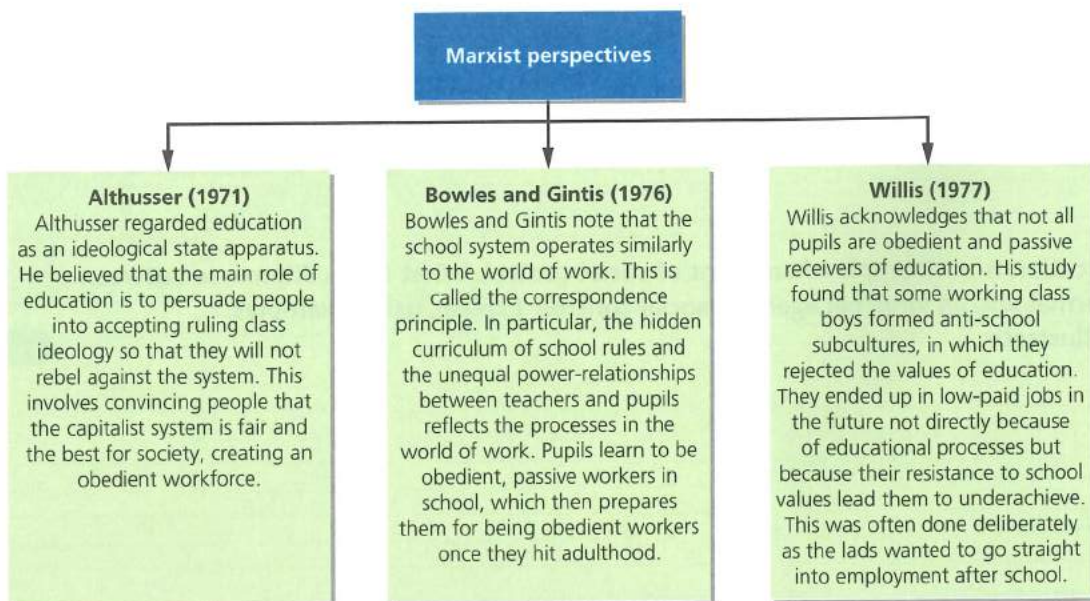 Marxist perspectives
Althusser (1971)
Althusser regarded education
as an ideological state apparatus.
He believed that the main role of
education is to persuade people
into accepting ruling class
ideology so that they will not
rebel against the system. This
involves convincing people that
the capitalist system is fair and
the best for society, creating an
obedient workforce.
Bowles and Gintis (1976)
Bowles and Gintis note that the
school system operates similarly
to the world of work. This is
called the correspondence
principle. In particular, the hidden
curriculum of school rules and
the unequal power-relationships
between teachers and pupils
reflects the processes in the
world of work. Pupils learn to be
obedient, passive workers in
school, which then prepares
them for being obedient workers
once they hit adulthood.
Willis (1977)
Willis acknowledges that not all
pupils are obedient and passive
receivers of education. His study
found that some working class
boys formed anti-school
subcultures, in which they
rejected the values of education.
They ended up in low-paid jobs in
the future not directly because
of educational processes but
because their resistance to school
values lead them to underachieve.
This was often done deliberately
as the lads wanted to go straight
into employment after school.